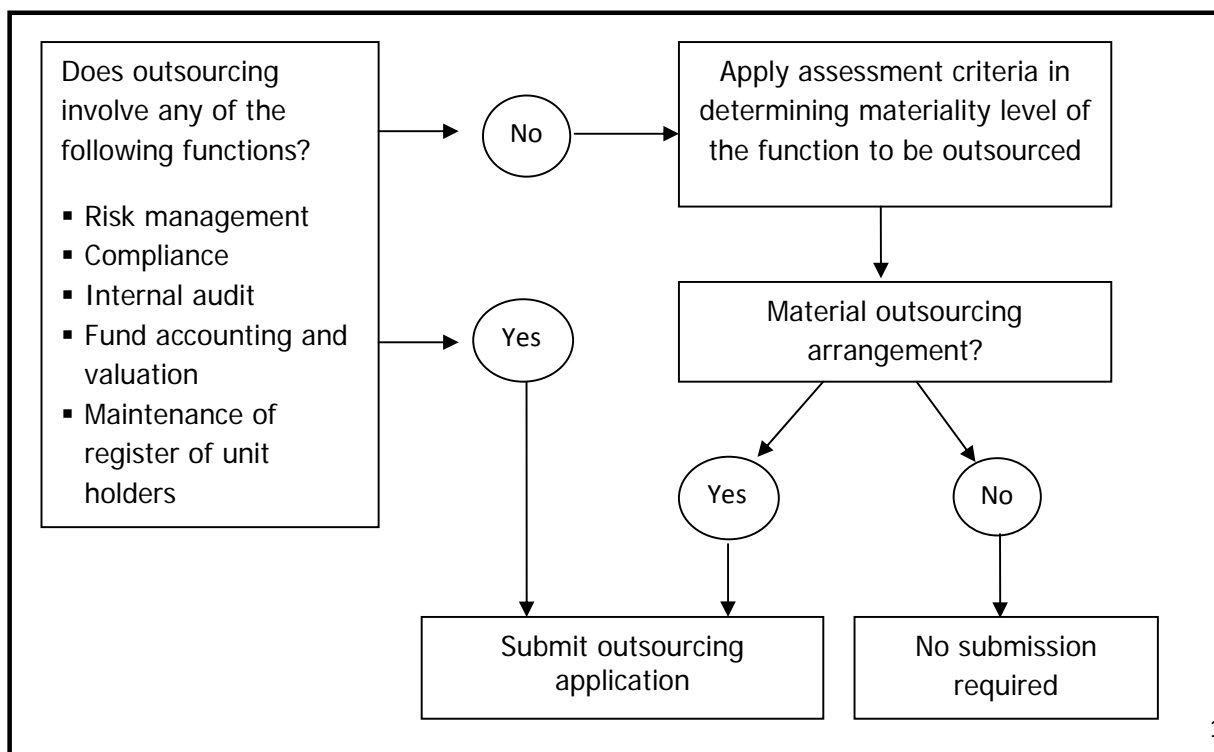 Does outsourcing
involve any of the
following functions?
▪ Risk management
▪ Compliance
▪ Internal audit
▪ Fund accounting and
valuation
▪ Maintenance of
register of unit
holders
No
Apply assessment criteria in
determining materiality level of
the function to be outsourced
Yes
Material outsourcing
arrangement?
Yes
No
Submit outsourcing
application
No submission
required